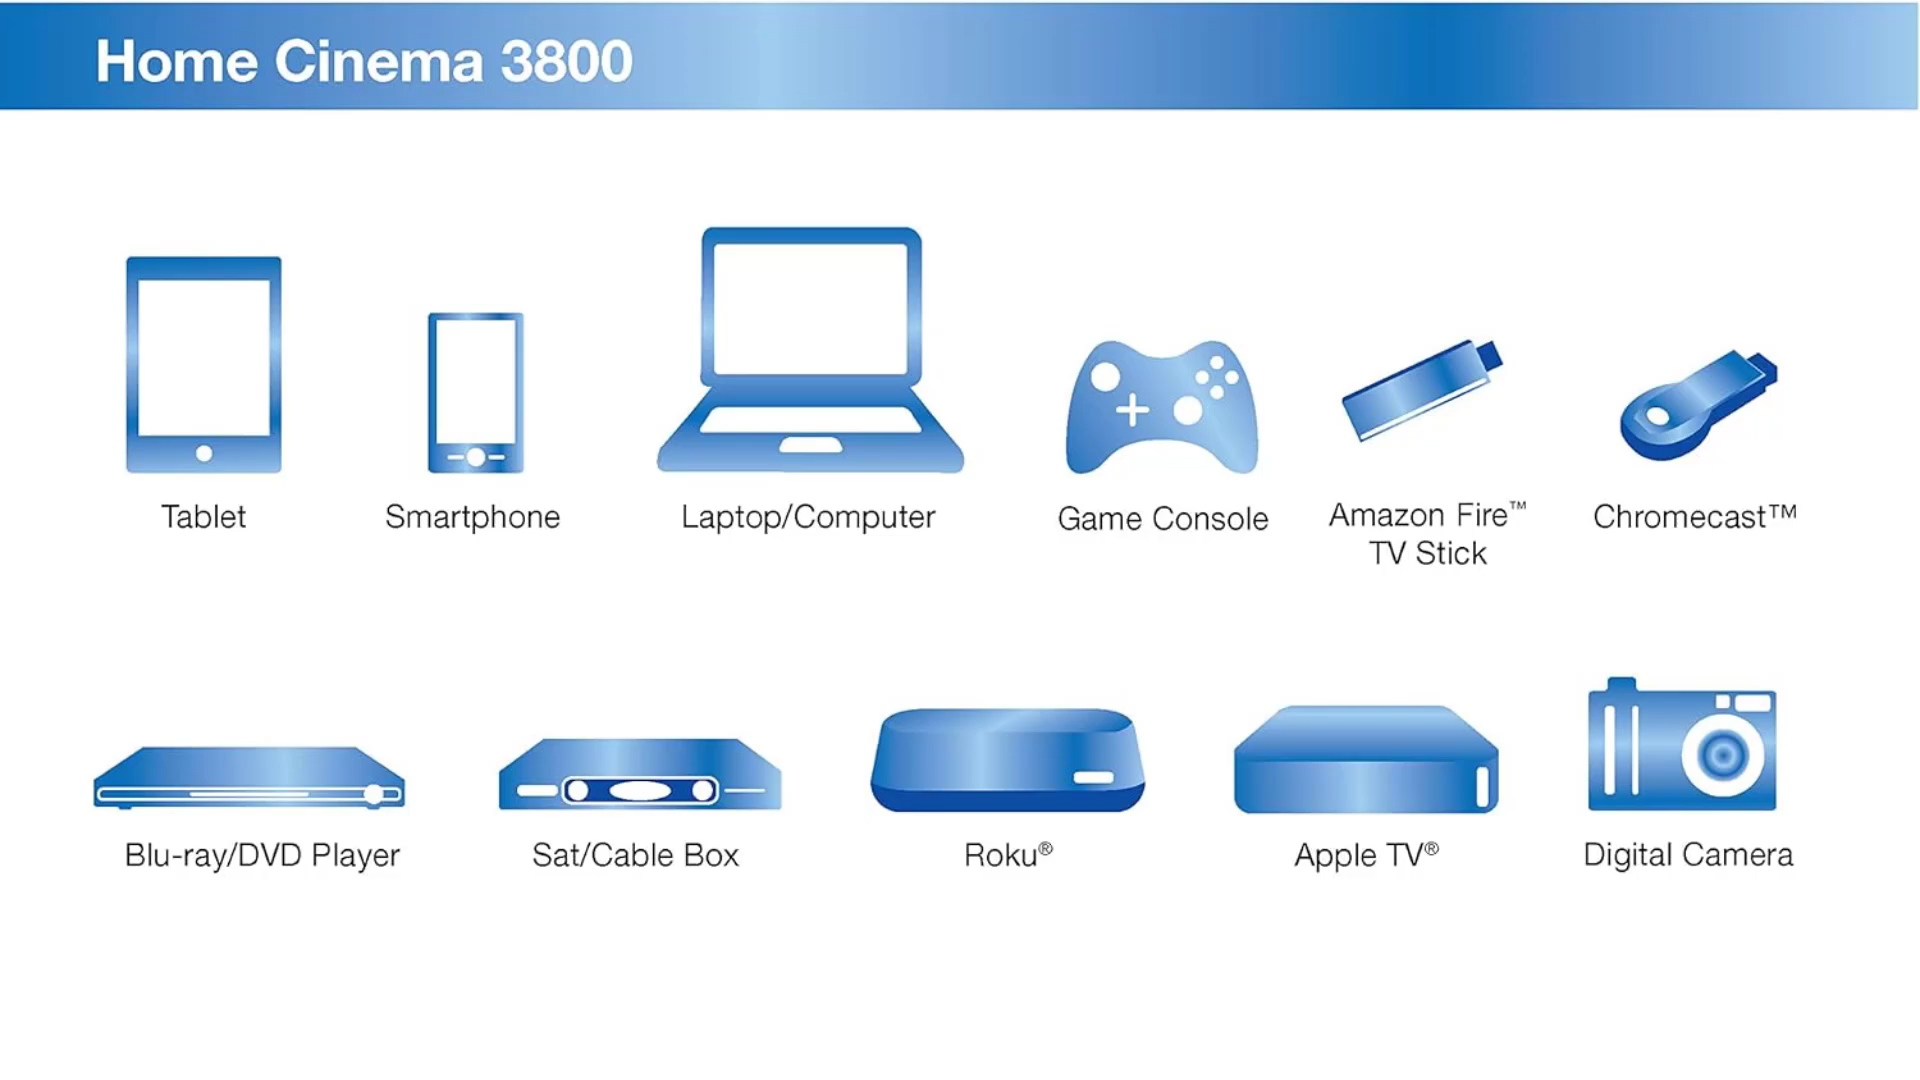 Home Cinema 3800
Tablet
Smartphone
Laptop/Computer
Game Console
Amazon Fire™
TV Stick
Chromecast™
Blu-ray/DVD Player
Sat/Cable Box
Roku®
Apple TV®
Digital Camera